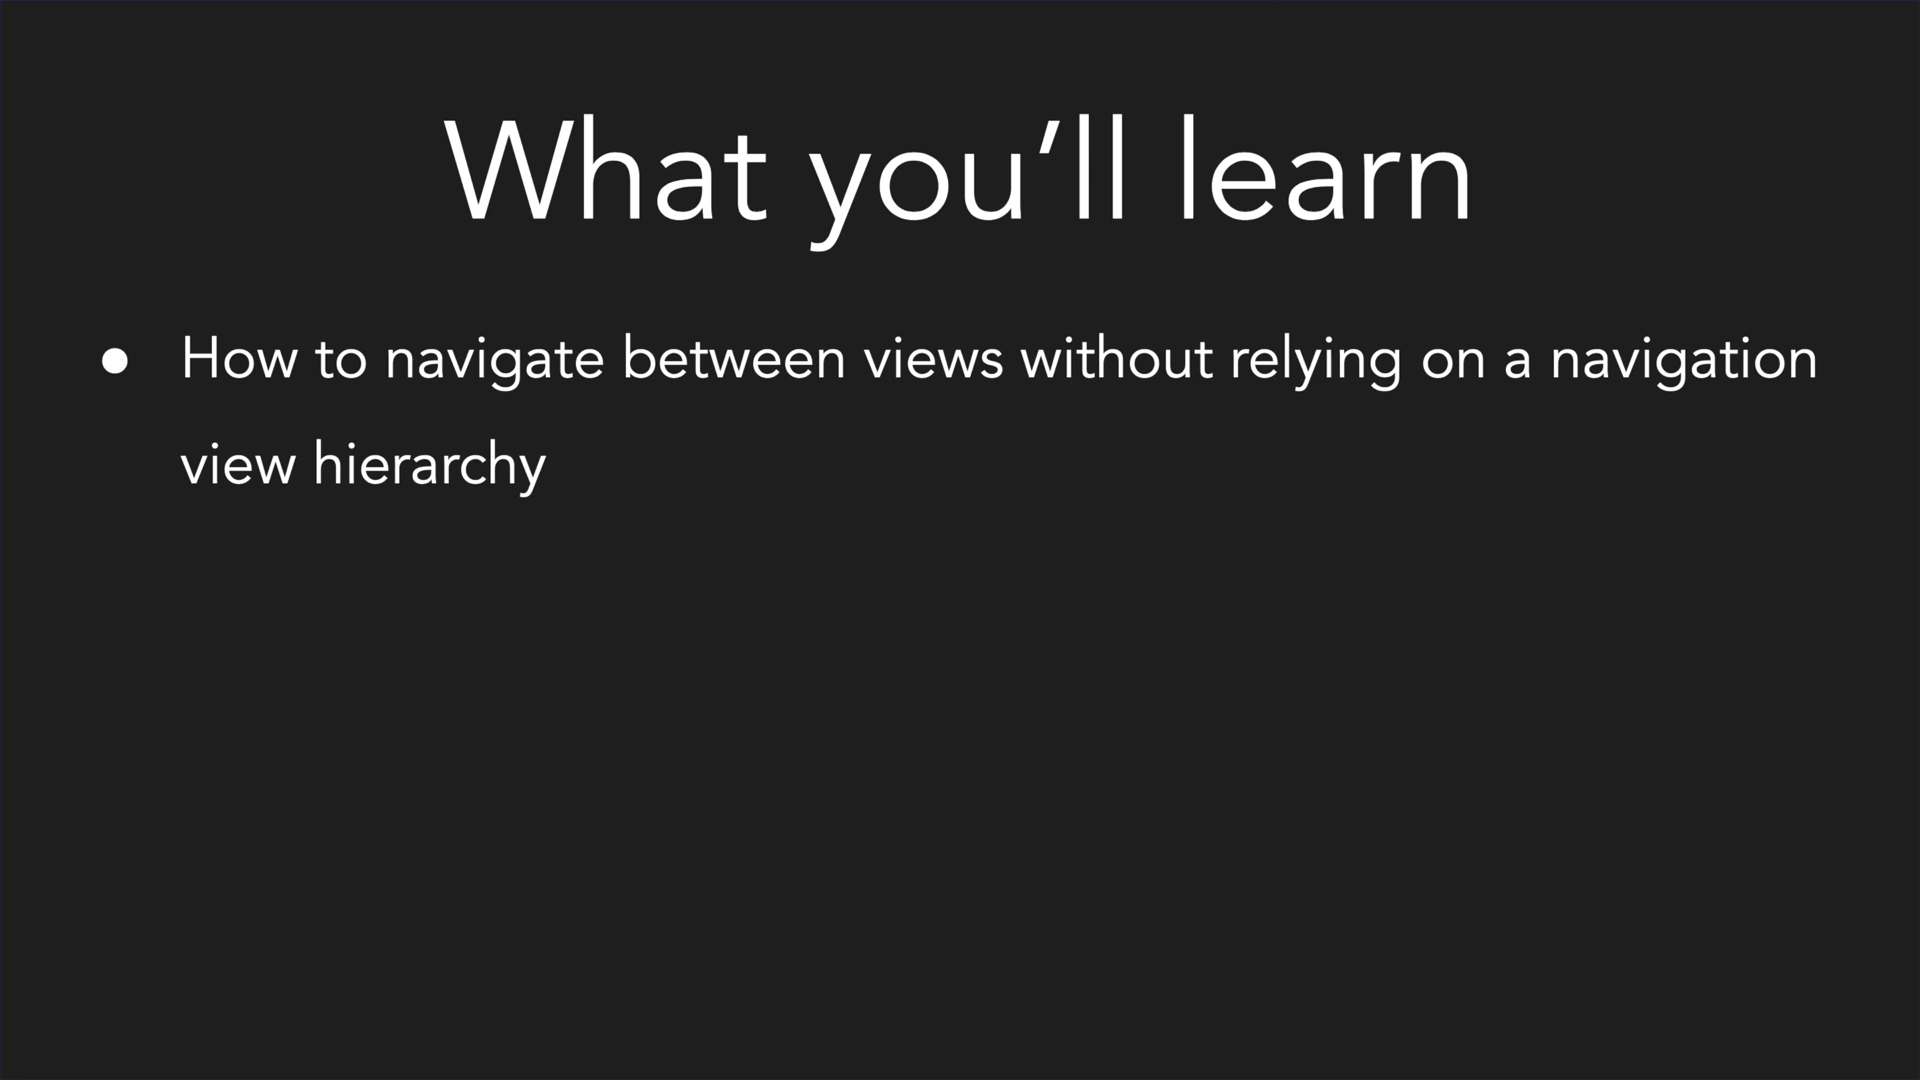 What you’ll learn
● How to navigate between views without relying on a navigation
view hierarchy